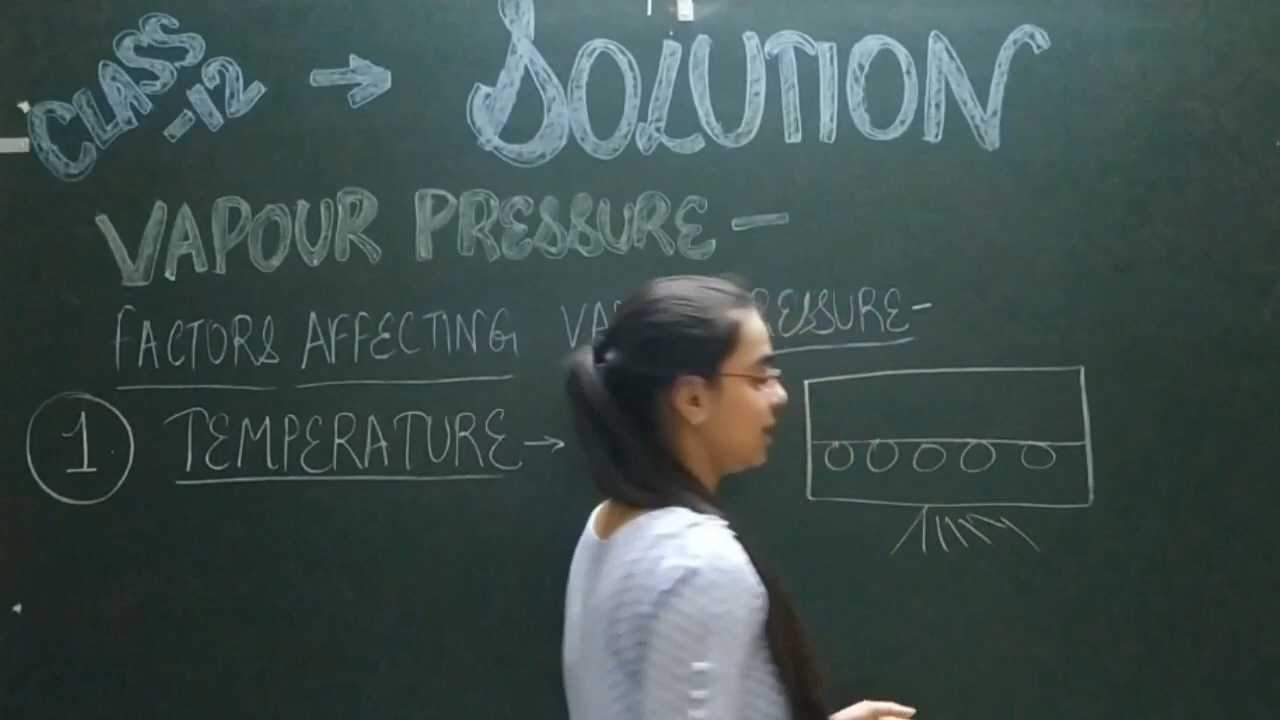 CLASS-12 → SOLUTION
VAPOUR PRESSURE-
FACTORS AFFECTING
1 TEMPERATURE →